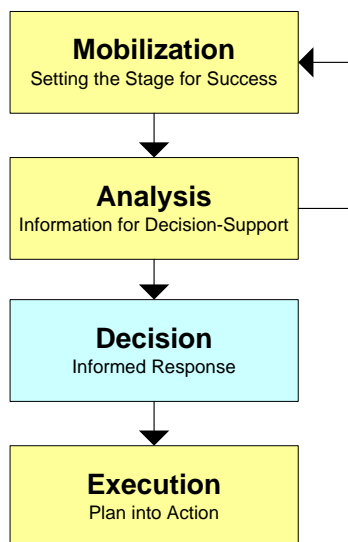 Mobilization
Setting the Stage for Success
Analysis
Information for Decision-Support
Decision
Informed Response
Execution
Plan into Action